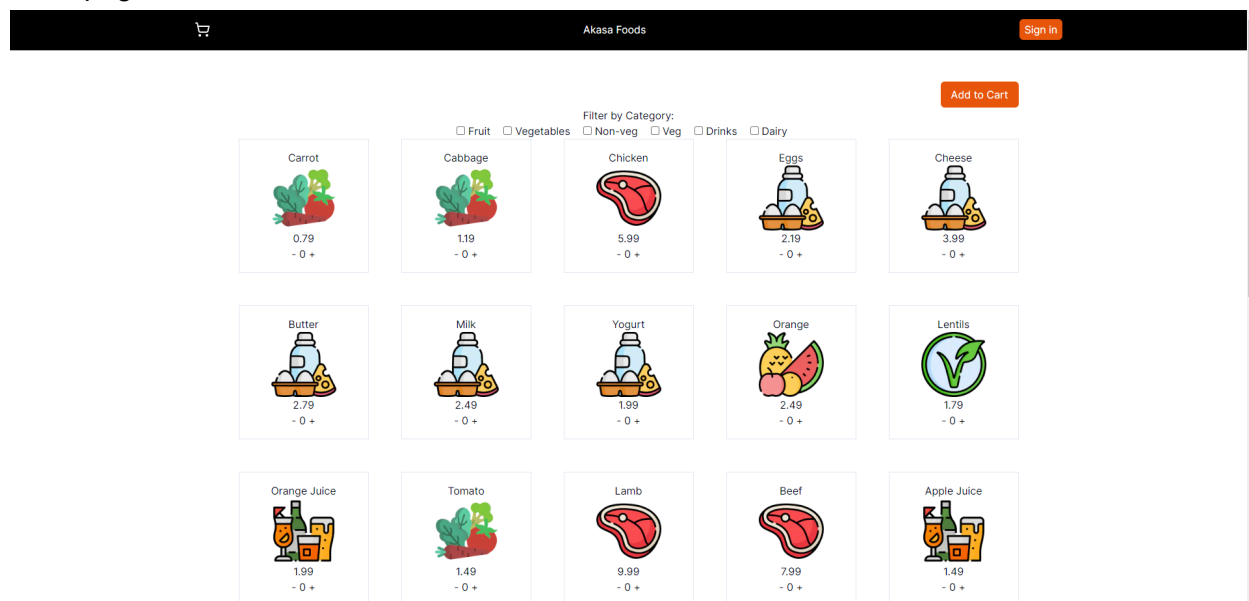 Akasa Foods Sign in
Add to Cart
Filter by Category:
Fruit Vegetables Non-veg Veg Drinks Dairy
Carrot Cabbage Chicken Eggs Cheese
0.79 1.19 5.99 2.19 3.99
- 0 + - 0 + - 0 + - 0 + - 0 +
Butter Milk Yogurt Orange Lentils
2.79 2.49 1.99 2.49 1.79
- 0 + - 0 + - 0 + - 0 + - 0 +
Orange Juice Tomato Lamb Beef Apple Juice
1.99 1.49 9.99 7.99 1.49
- 0 + - 0 + - 0 + - 0 + - 0 +